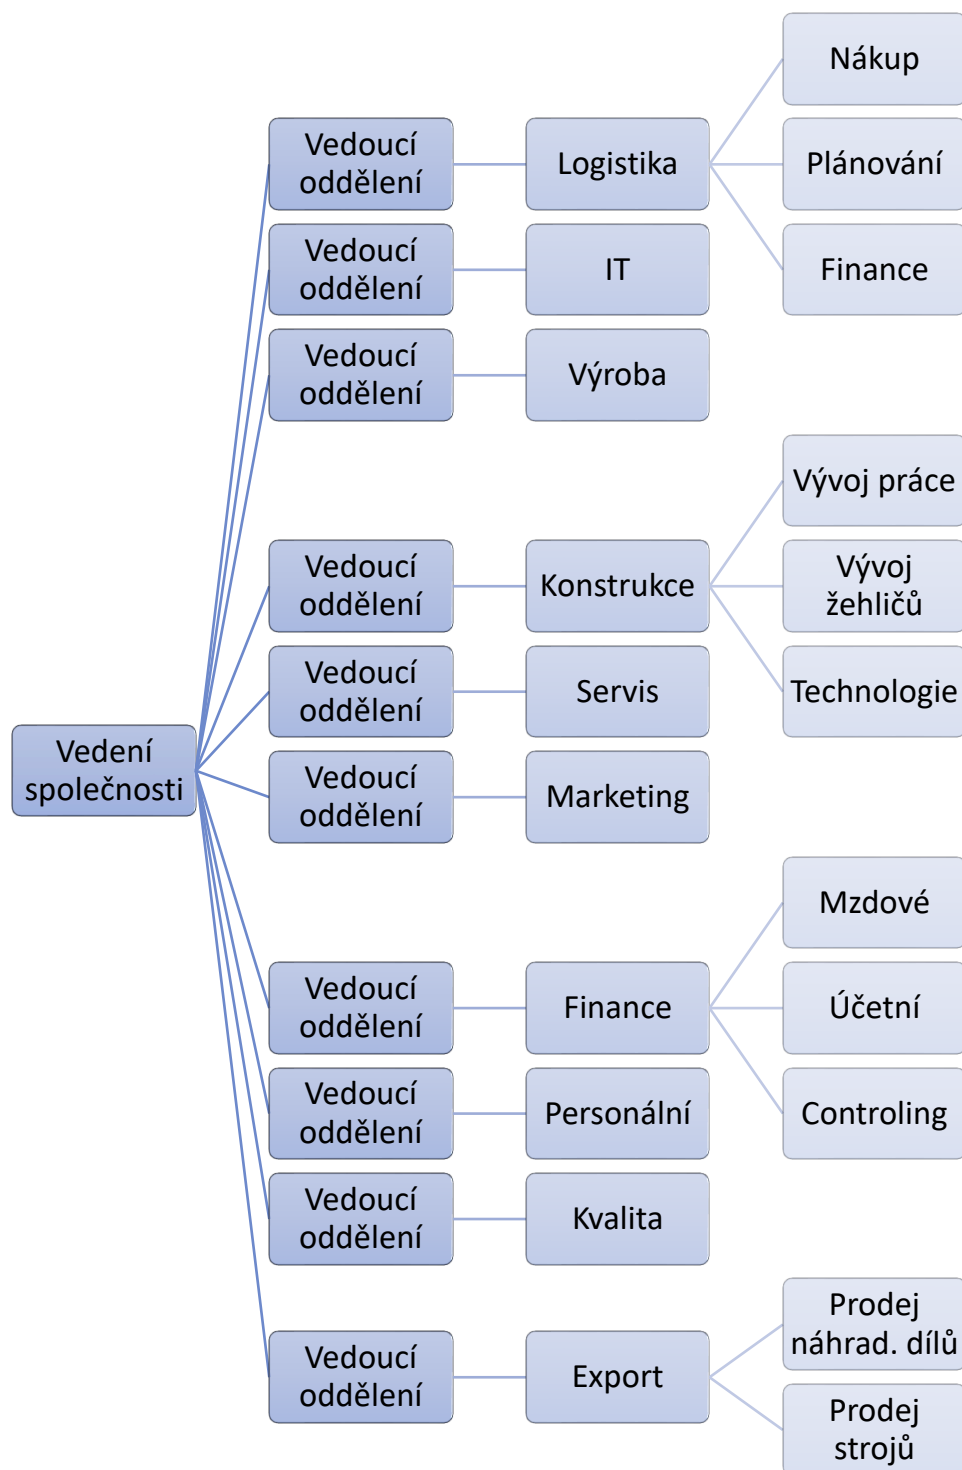 Nákup
Vedoucí
oddělení
Logistika
Plánování
Vedoucí
oddělení
IT
Finance
Vedoucí
oddělení
Výroba
Vývoj práce
Vedoucí
oddělení
Konstrukce
Vývoj
žehličů
Vedoucí
oddělení
Servis
Technologie
Vedení
společnosti
Vedoucí
oddělení
Marketing
Mzdové
Vedoucí
oddělení
Finance
Účetní
Vedoucí
oddělení
Personální
Controling
Vedoucí
oddělení
Kvalita
Prodej
náhrad. dílů
Vedoucí
oddělení
Export
Prodej
strojů